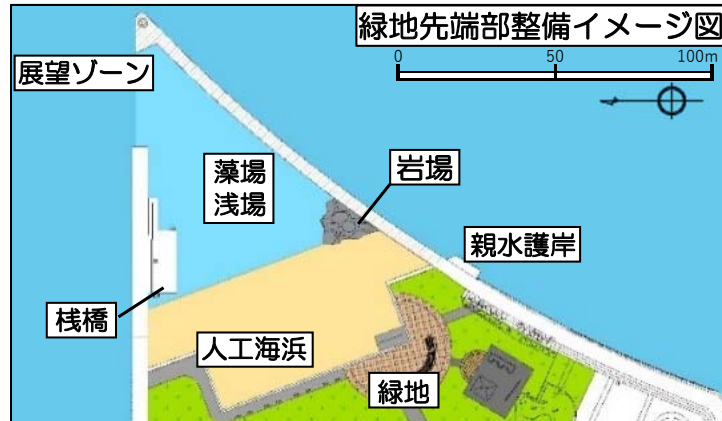 緑地先端部整備イメージ図
0 50 100m
展望ゾーン
藻場
浅場
岩場
親水護岸
桟橋
人工海浜
緑地